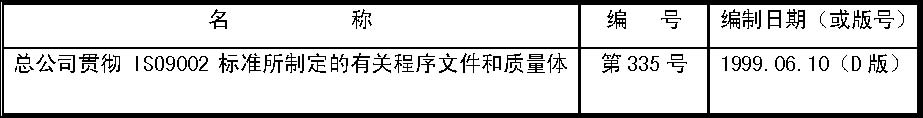 名 称 编 号 编制日期（或版号）
总公司贯彻 IS09002 标准所制定的有关程序文件和质量体 第 335 号 1999.06.10（D 版）